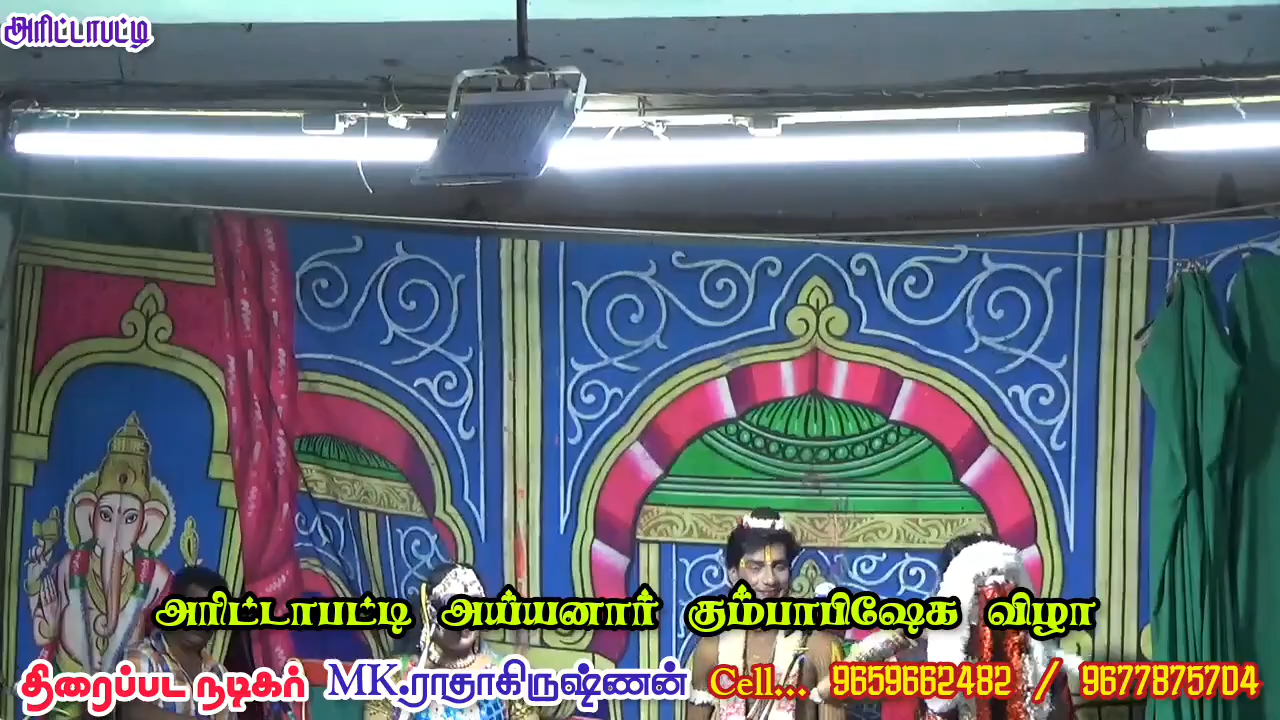 அரிட்டாபட்டி
அரிட்டாபட்டி அய்யனார் கும்பாபிஷேக விழா
திரைப்பட நடிகர் MK.ராதாகிருஷ்ணன் Cell... 9659662482 / 9677875704